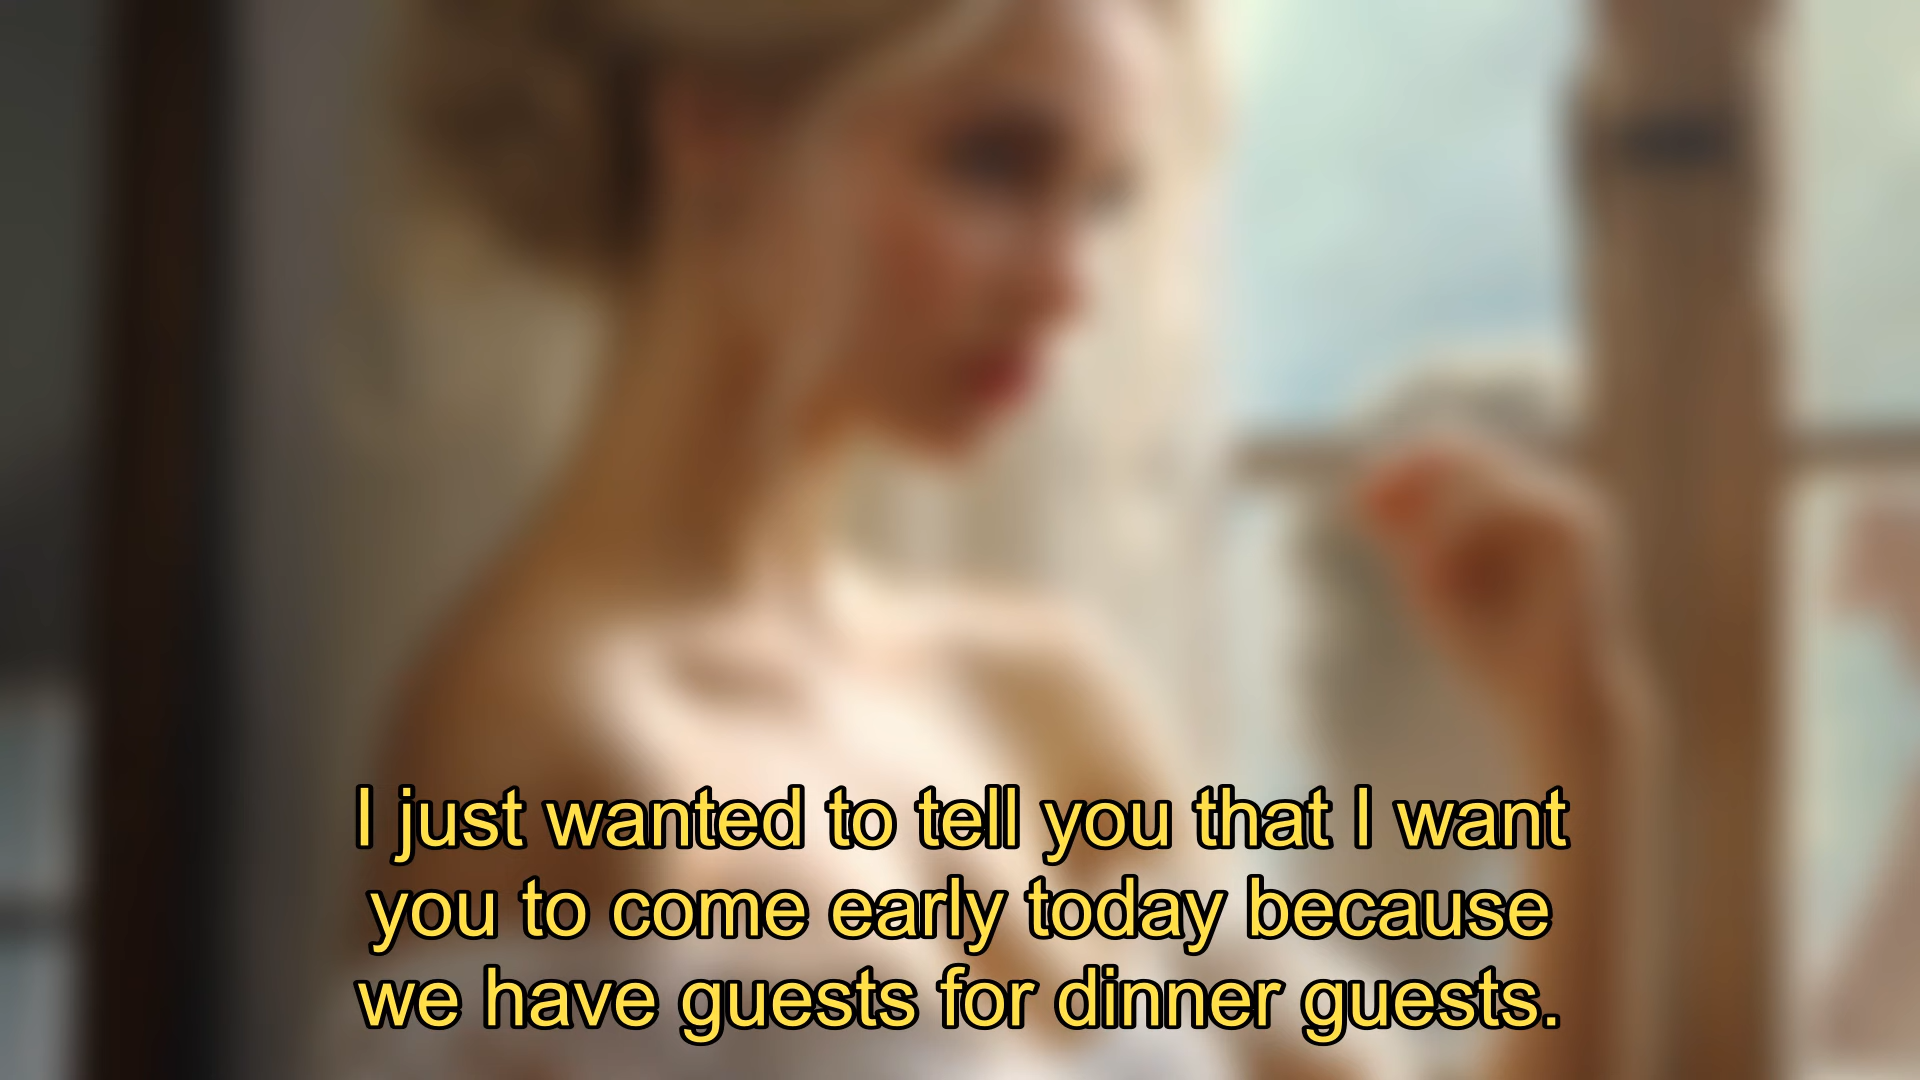 I just wanted to tell you that I want
you to come early today because
we have guests for dinner guests.